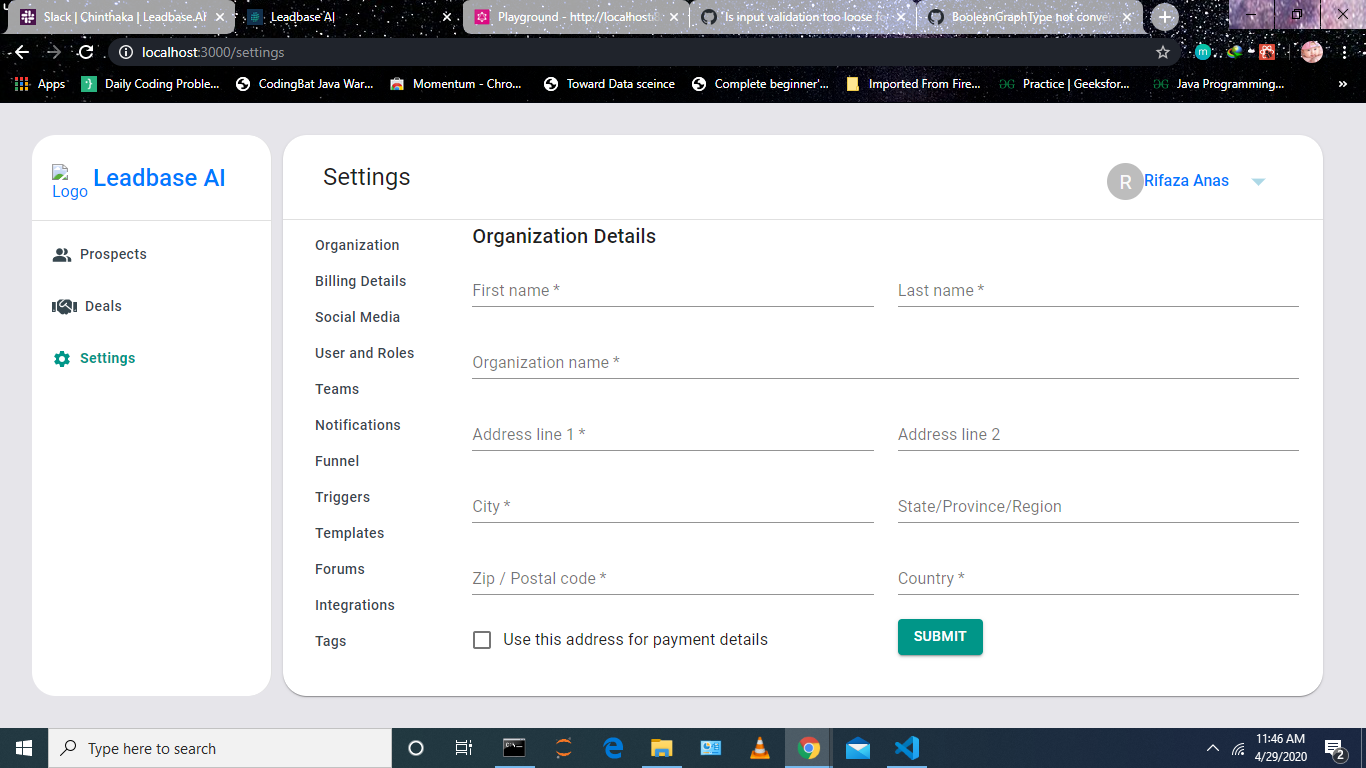 Slack | Chinthaka | Leadbase.AI
Leadbase AI
Playground - http://localhost
"Is input validation too loose fo
BooleanGraphType not conve
localhost:3000/settings
Apps
Daily Coding Proble...
CodingBat Java War...
Momentum - Chro...
Toward Data sceince
Complete beginner'...
Imported From Fire...
Practice | Geeksfor...
Java Programming...
»
Logo
Leadbase AI
Prospects
Deals
Settings
Settings
R
Rifaza Anas
Organization
Billing Details
Social Media
User and Roles
Teams
Notifications
Funnel
Triggers
Templates
Forums
Integrations
Tags
Organization Details
First name *
Last name *
Organization name *
Address line 1 *
Address line 2
City *
State/Province/Region
Zip / Postal code *
Country *
Use this address for payment details
SUBMIT
Type here to search
11:46 AM
4/29/2020
2